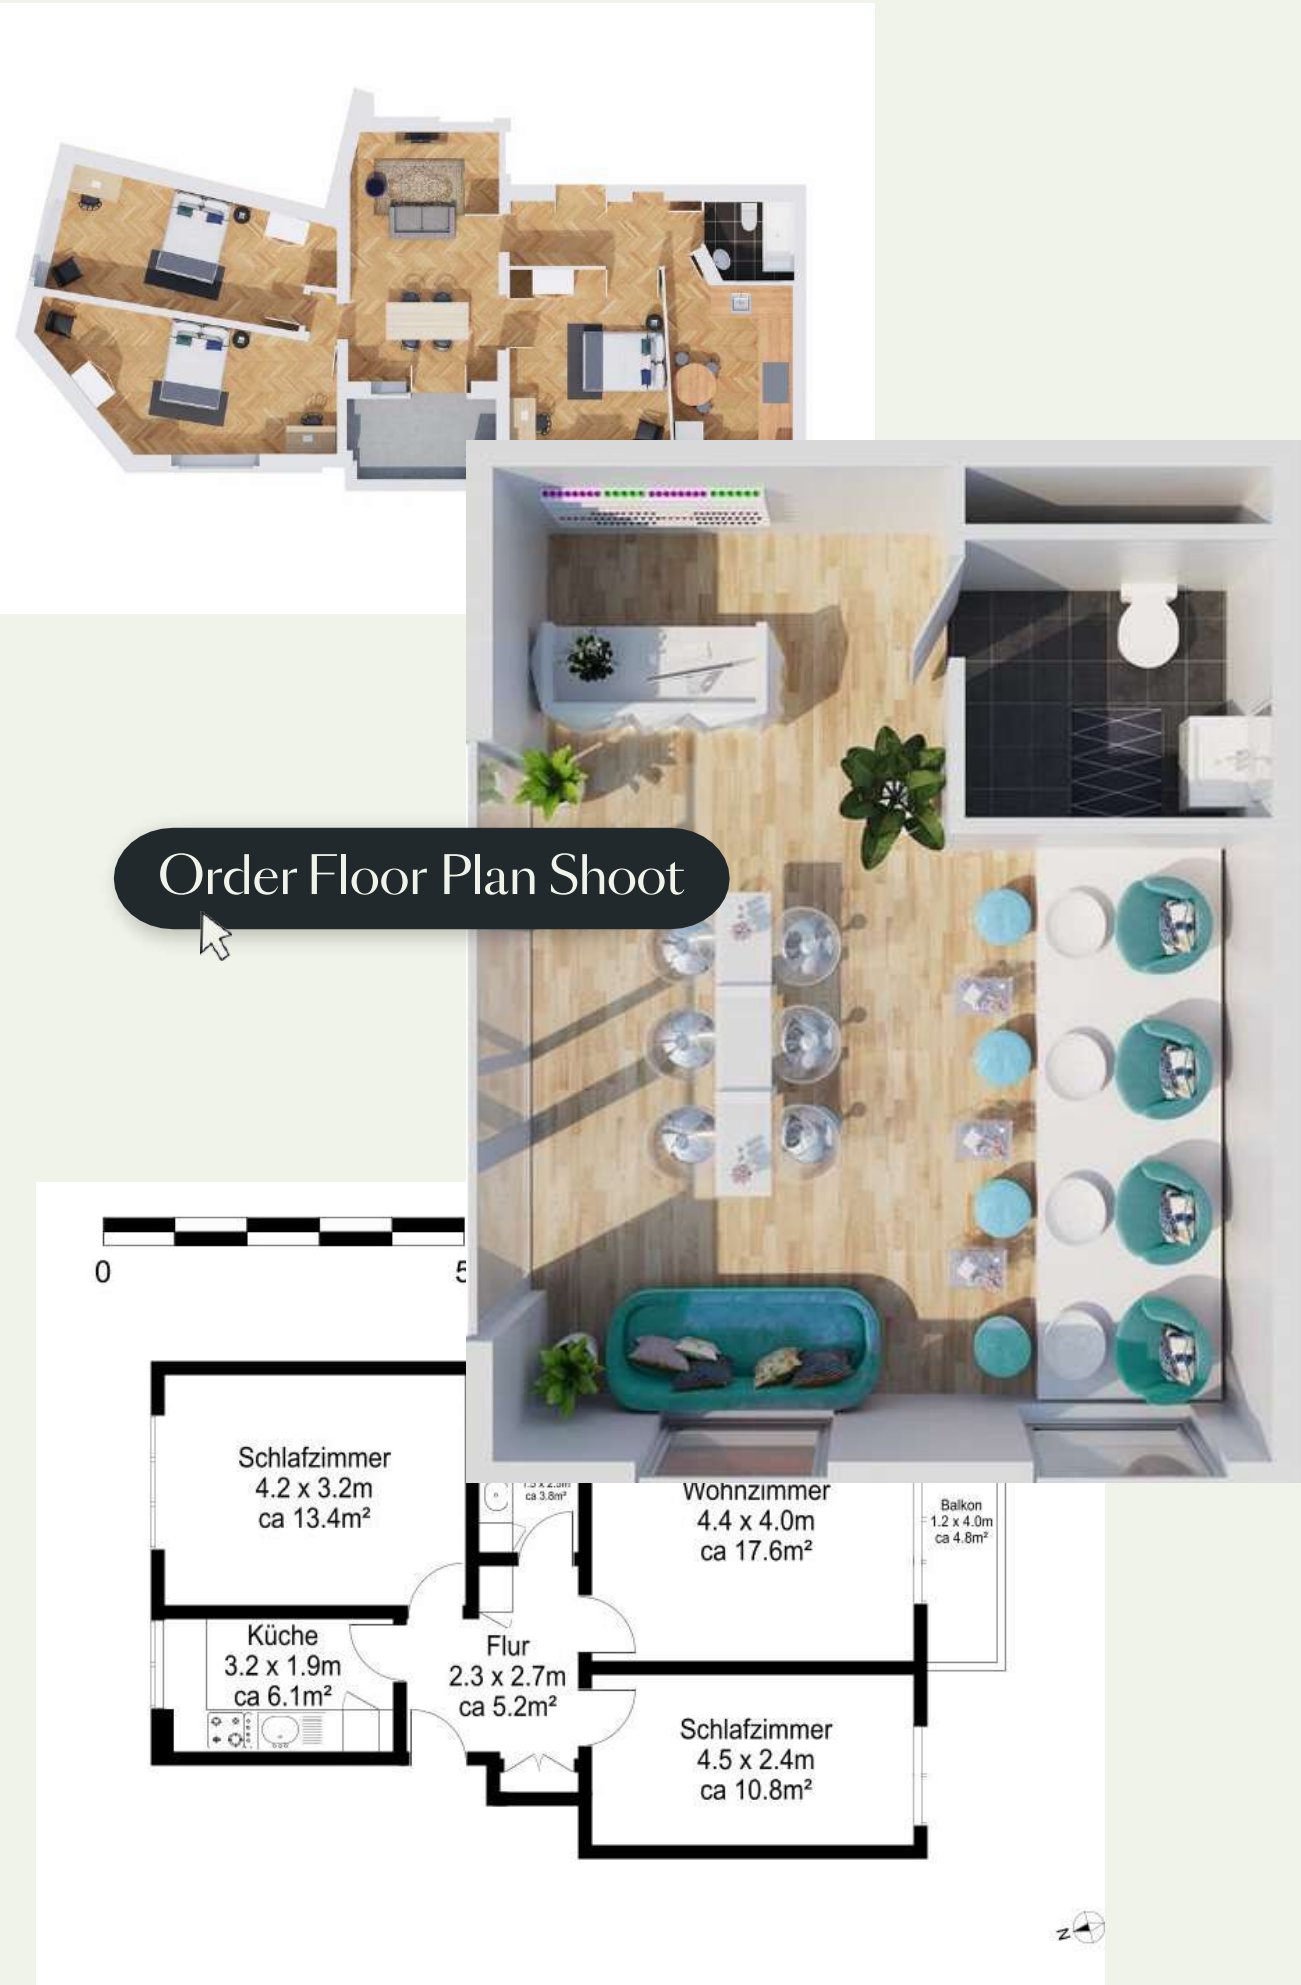 Order Floor Plan Shoot
0
5
Schlafzimmer
4.2 x 3.2m
ca 13.4m²
ca 3.8m²
Wohnzimmer
4.4 x 4.0m
ca 17.6m²
Balkon
1.2 x 4.0m
ca 4.8m²
Küche
3.2 x 1.9m
ca 6.1m²
Flur
2.3 x 2.7m
ca 5.2m²
Schlafzimmer
4.5 x 2.4m
ca 10.8m²
N